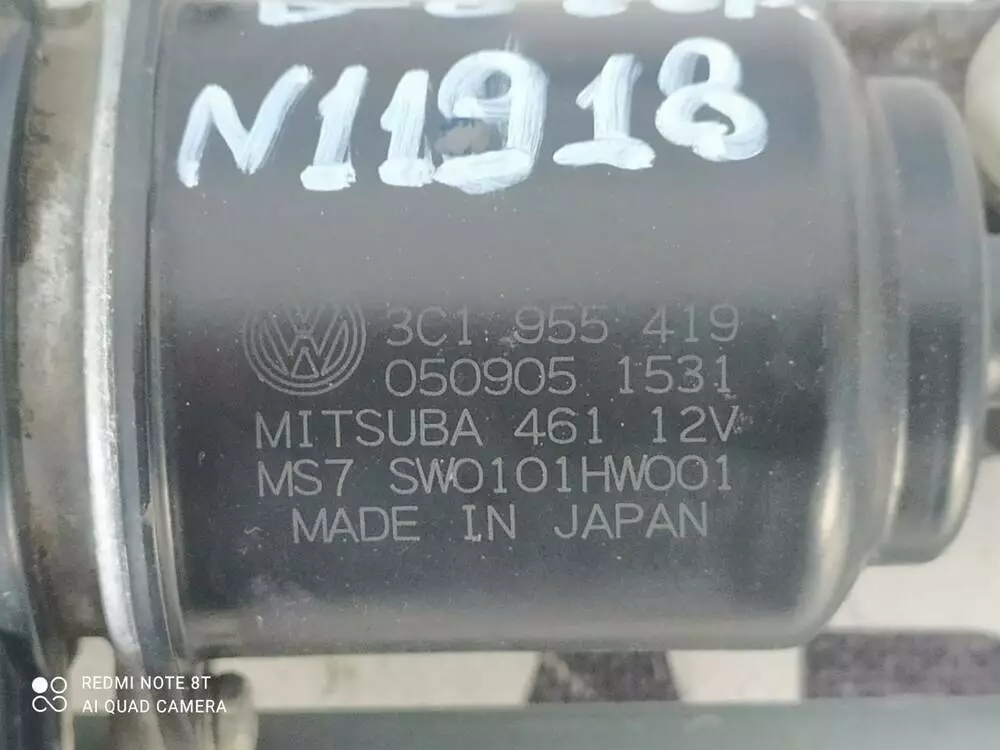 N11918
3C1 955 419
050905 1531
MITSUBA 461 12V
MS7 SW0101HW001
MADE IN JAPAN
REDMI NOTE 8T
AI QUAD CAMERA